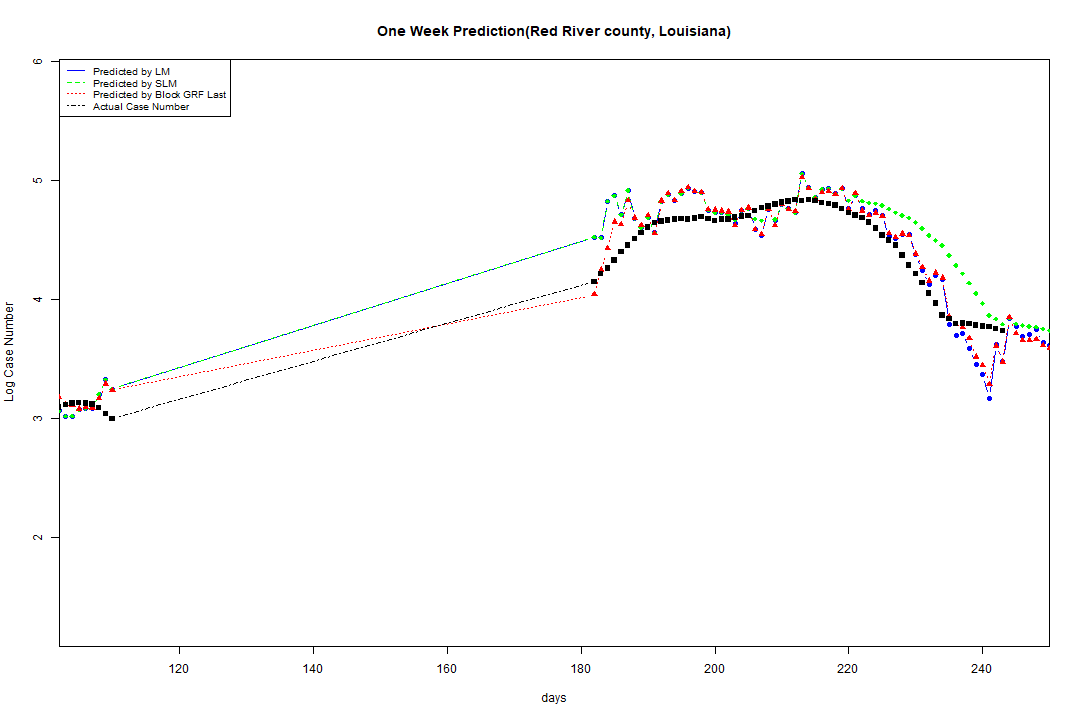 One Week Prediction(Red River county, Louisiana)
Predicted by LM
Predicted by SLM
Predicted by Block GRF Last
Actual Case Number
6
5
4
3
2
Log Case Number
120 140 160 180 200 220 240
days